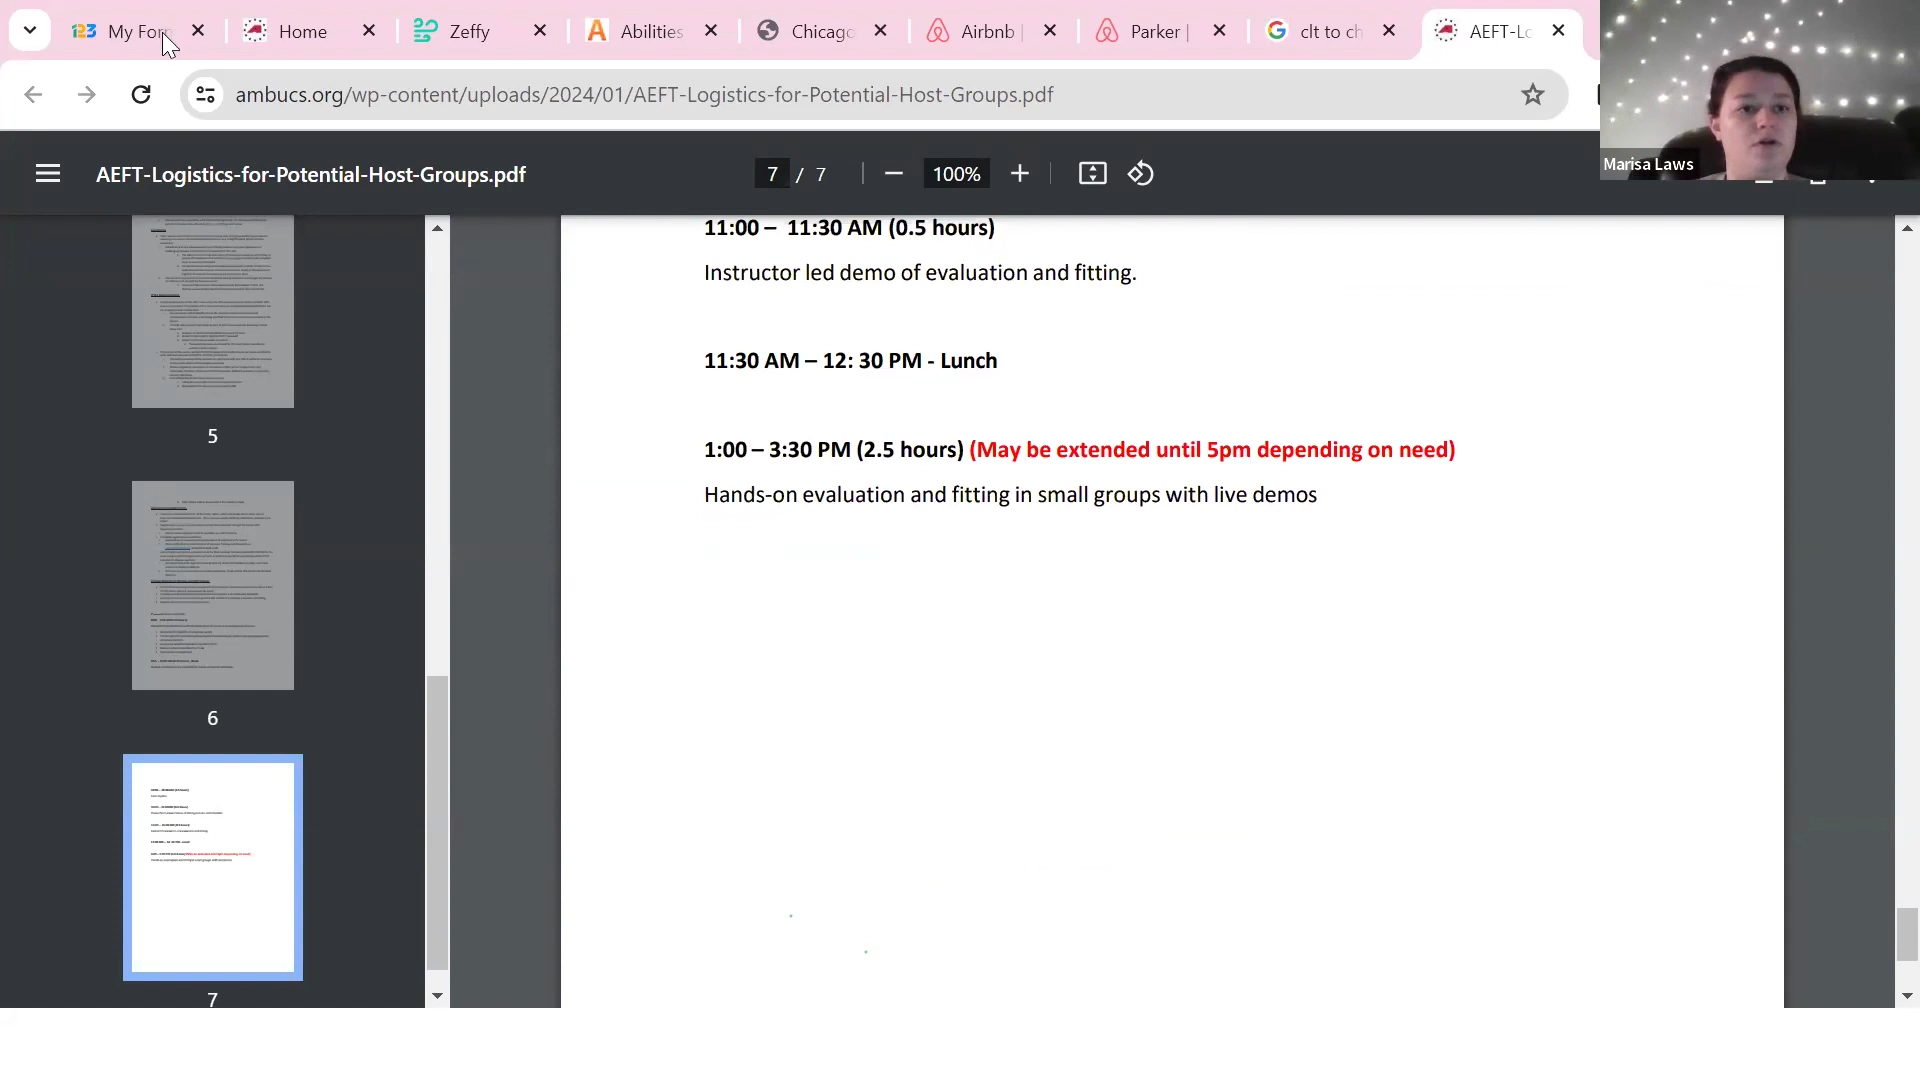 My For
Home
Zeffy
Abilities
Chicago
Airbnb |
Parker |
clt to ch
AEFT-Lo
ambucs.org/wp-content/uploads/2024/01/AEFT-Logistics-for-Potential-Host-Groups.pdf
Marisa Laws
AEFT-Logistics-for-Potential-Host-Groups.pdf
7 / 7
100%
11:00 – 11:30 AM (0.5 hours)
Instructor led demo of evaluation and fitting.
11:30 AM – 12: 30 PM - Lunch
1:00 – 3:30 PM (2.5 hours) (May be extended until 5pm depending on need)
Hands-on evaluation and fitting in small groups with live demos
5
6
7